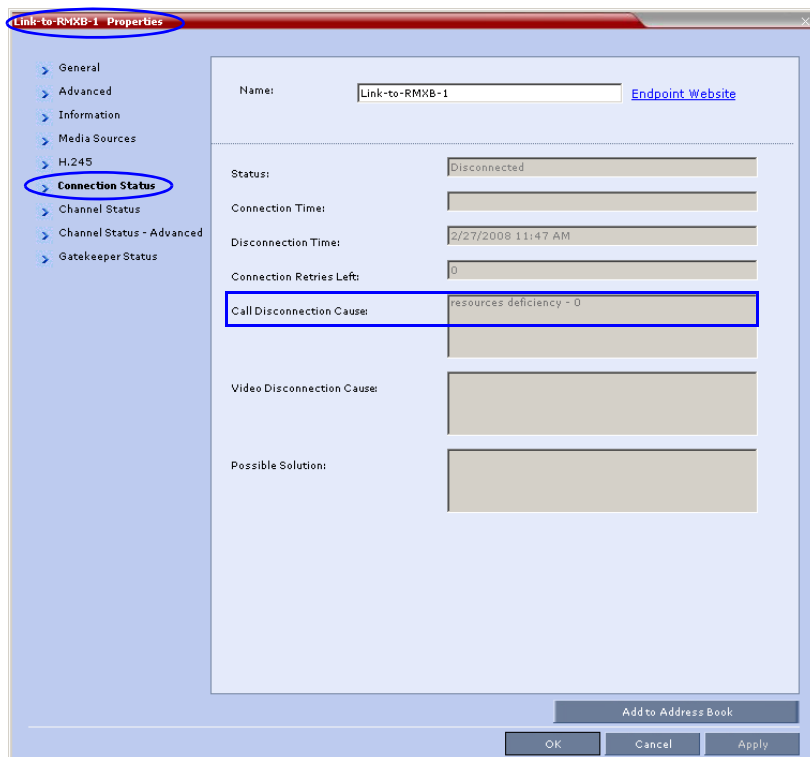 Link-to-RMXB-1 Properties
General
Advanced
Information
Media Sources
H.245
Connection Status
Channel Status
Channel Status - Advanced
Gatekeeper Status
Name: Link-to-RMXB-1 Endpoint Website
Status: Disconnected
Connection Time:
Disconnection Time: 2/27/2008 11:47 AM
Connection Retries Left: 0
Call Disconnection Cause: resources deficiency - 0
Video Disconnection Cause:
Possible Solution:
Add to Address Book
OK Cancel Apply